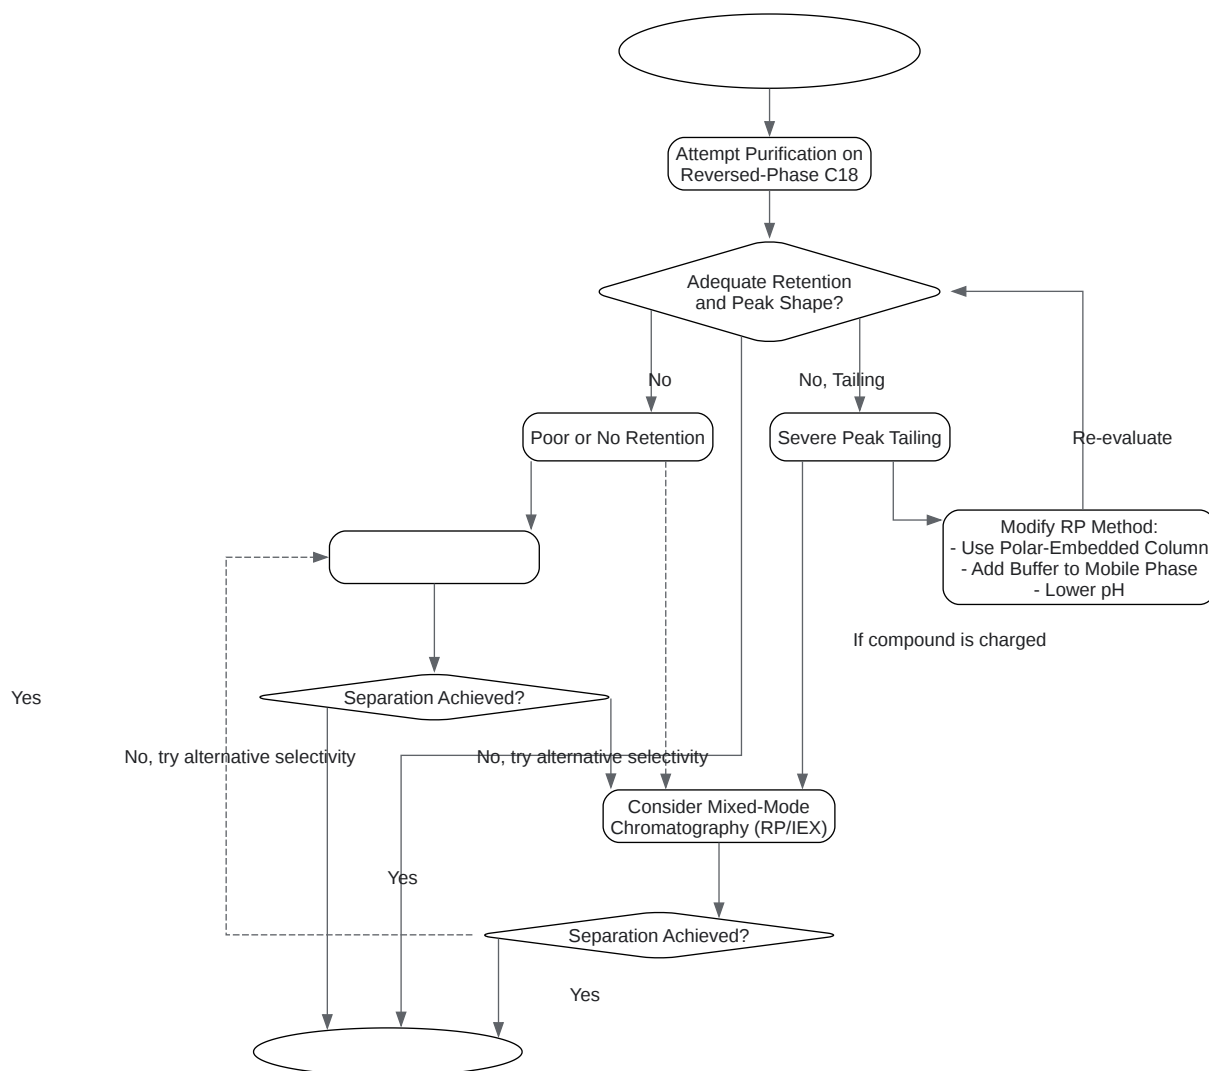 Attempt Purification on
Reversed-Phase C18
Adequate Retention
and Peak Shape?
No
No, Tailing
Poor or No Retention
Severe Peak Tailing
Re-evaluate
Modify RP Method:
- Use Polar-Embedded Column
- Add Buffer to Mobile Phase
- Lower pH
If compound is charged
Yes
Separation Achieved?
No, try alternative selectivity
No, try alternative selectivity
Consider Mixed-Mode
Chromatography (RP/IEX)
Yes
Separation Achieved?
Yes